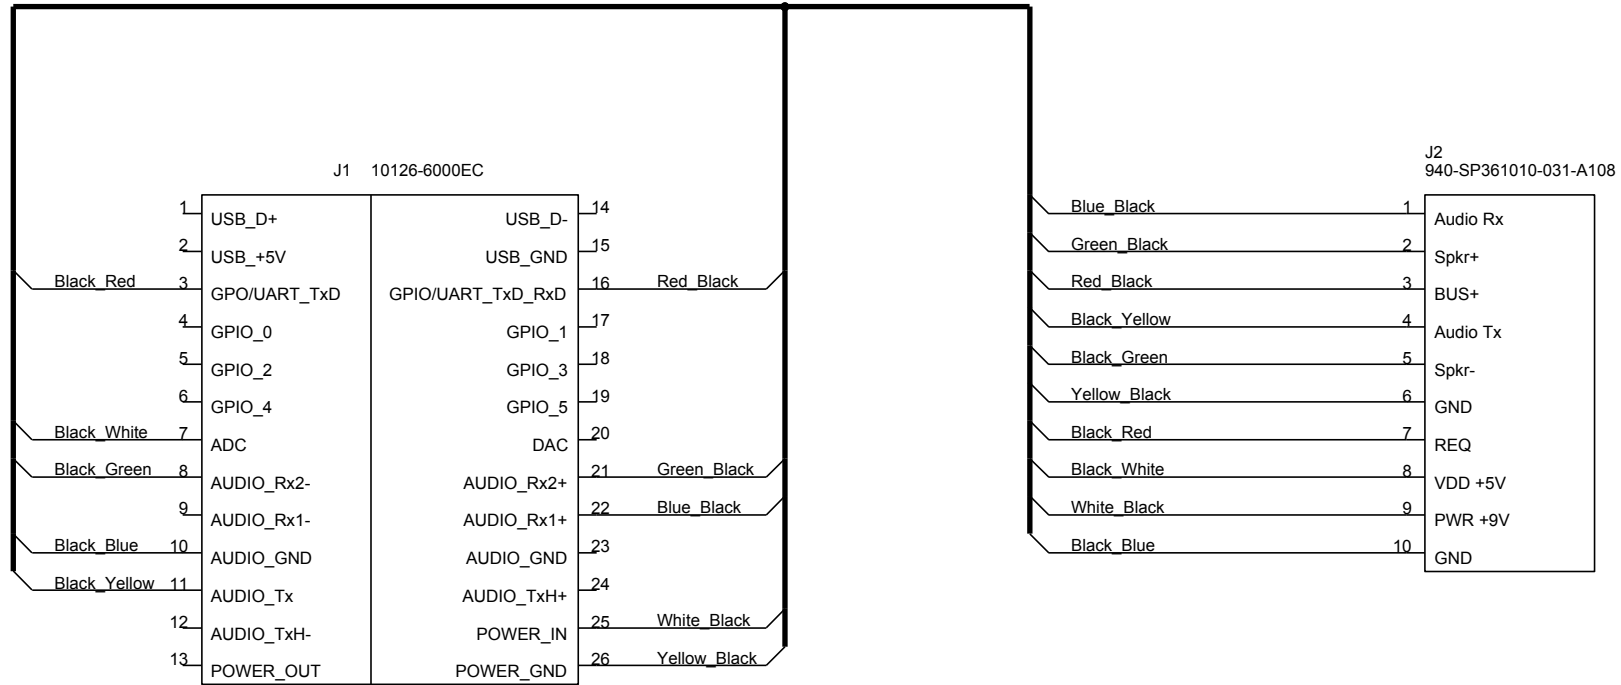 J1 10126-6000EC
J2
940-SP361010-031-A108
1 USB_D+ USB_D- 14
2 USB_+5V USB_GND 15
Black_Red 3 GPO/UART_TxD GPIO/UART_TxD_RxD 16 Red_Black
4 GPIO_0 GPIO_1 17
5 GPIO_2 GPIO_3 18
6 GPIO_4 GPIO_5 19
Black_White 7 ADC DAC 20
Black_Green 8 AUDIO_Rx2- AUDIO_Rx2+ 21 Green_Black
9 AUDIO_Rx1- AUDIO_Rx1+ 22 Blue_Black
Black_Blue 10 AUDIO_GND AUDIO_GND 23
Black_Yellow 11 AUDIO_Tx AUDIO_TxH+ 24
12 AUDIO_TxH- POWER_IN 25 White_Black
13 POWER_OUT POWER_GND 26 Yellow_Black
Blue_Black 1 Audio Rx
Green_Black 2 Spkr+
Red_Black 3 BUS+
Black_Yellow 4 Audio Tx
Black_Green 5 Spkr-
Yellow_Black 6 GND
Black_Red 7 REQ
Black_White 8 VDD +5V
White_Black 9 PWR +9V
Black_Blue 10 GND